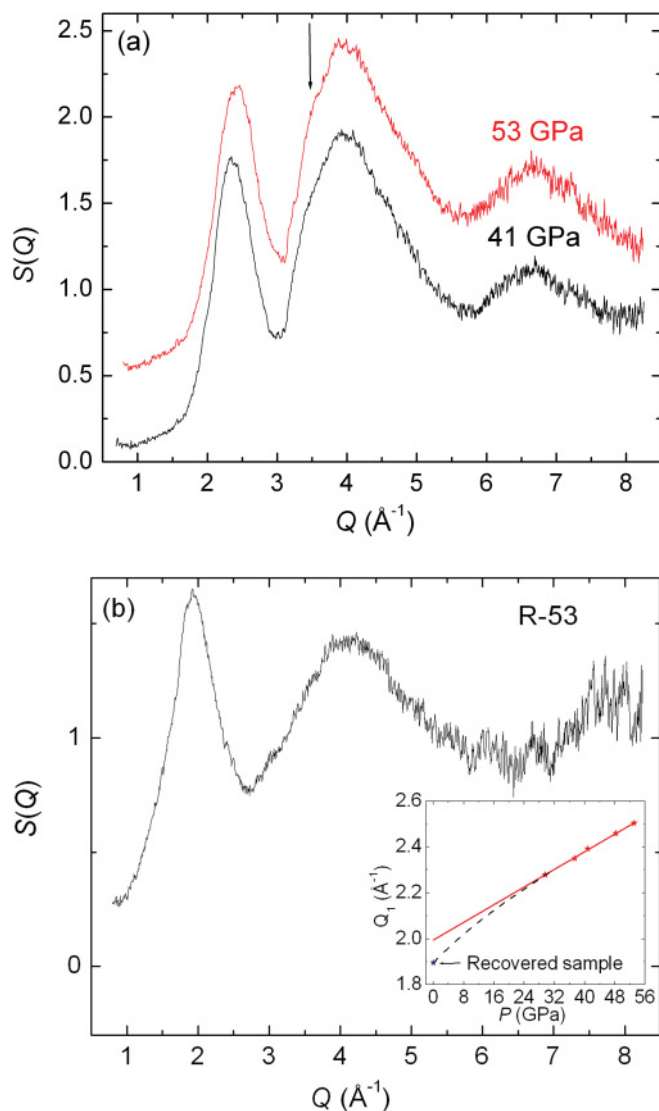 (a)
2.5
2.0
1.5
1.0
0.5
0.0
S(Q)
53 GPa
41 GPa
1 2 3 4 5 6 7 8
Q (Å⁻¹)
(b)
R-53
1
0
S(Q)
2.6
2.4
2.2
2.0
1.8
Q₁ (Å⁻¹)
Recovered sample
0 8 16 24 32 40 48 56
P (GPa)
1 2 3 4 5 6 7 8
Q (Å⁻¹)